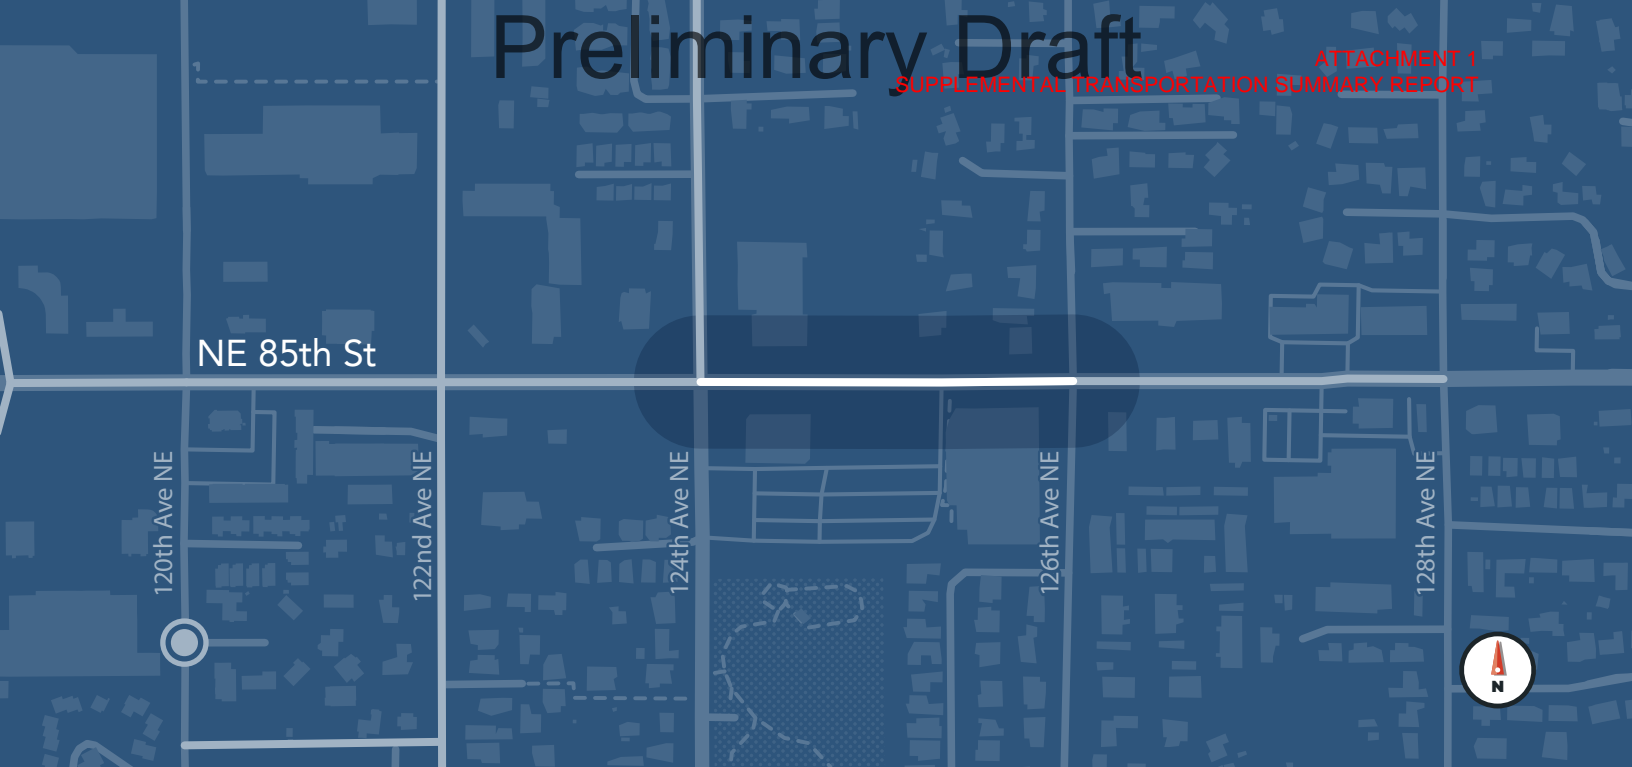 Preliminary Draft
ATTACHMENT 1
SUPPLEMENTAL TRANSPORTATION SUMMARY REPORT
NE 85th St
120th Ave NE
122nd Ave NE
124th Ave NE
126th Ave NE
128th Ave NE
N